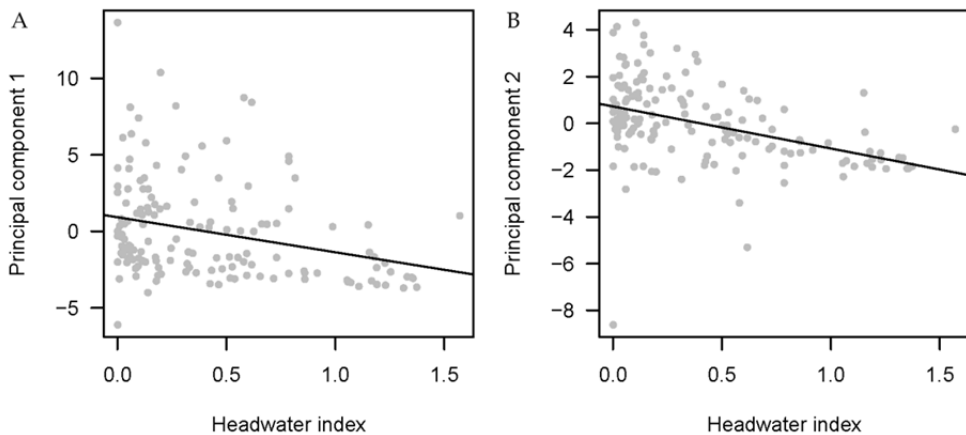 A
Principal component 1
10
5
0
−5
0.0 0.5 1.0 1.5
Headwater index
B
Principal component 2
4
2
0
−2
−4
−6
−8
0.0 0.5 1.0 1.5
Headwater index